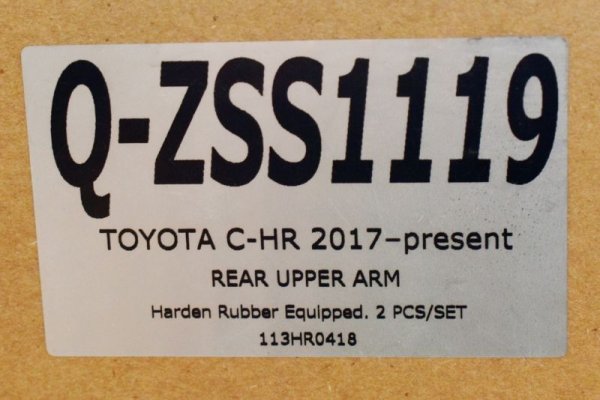 Q-ZSS1119
TOYOTA C-HR 2017–present
REAR UPPER ARM
Harden Rubber Equipped. 2 PCS/SET
113HR0418